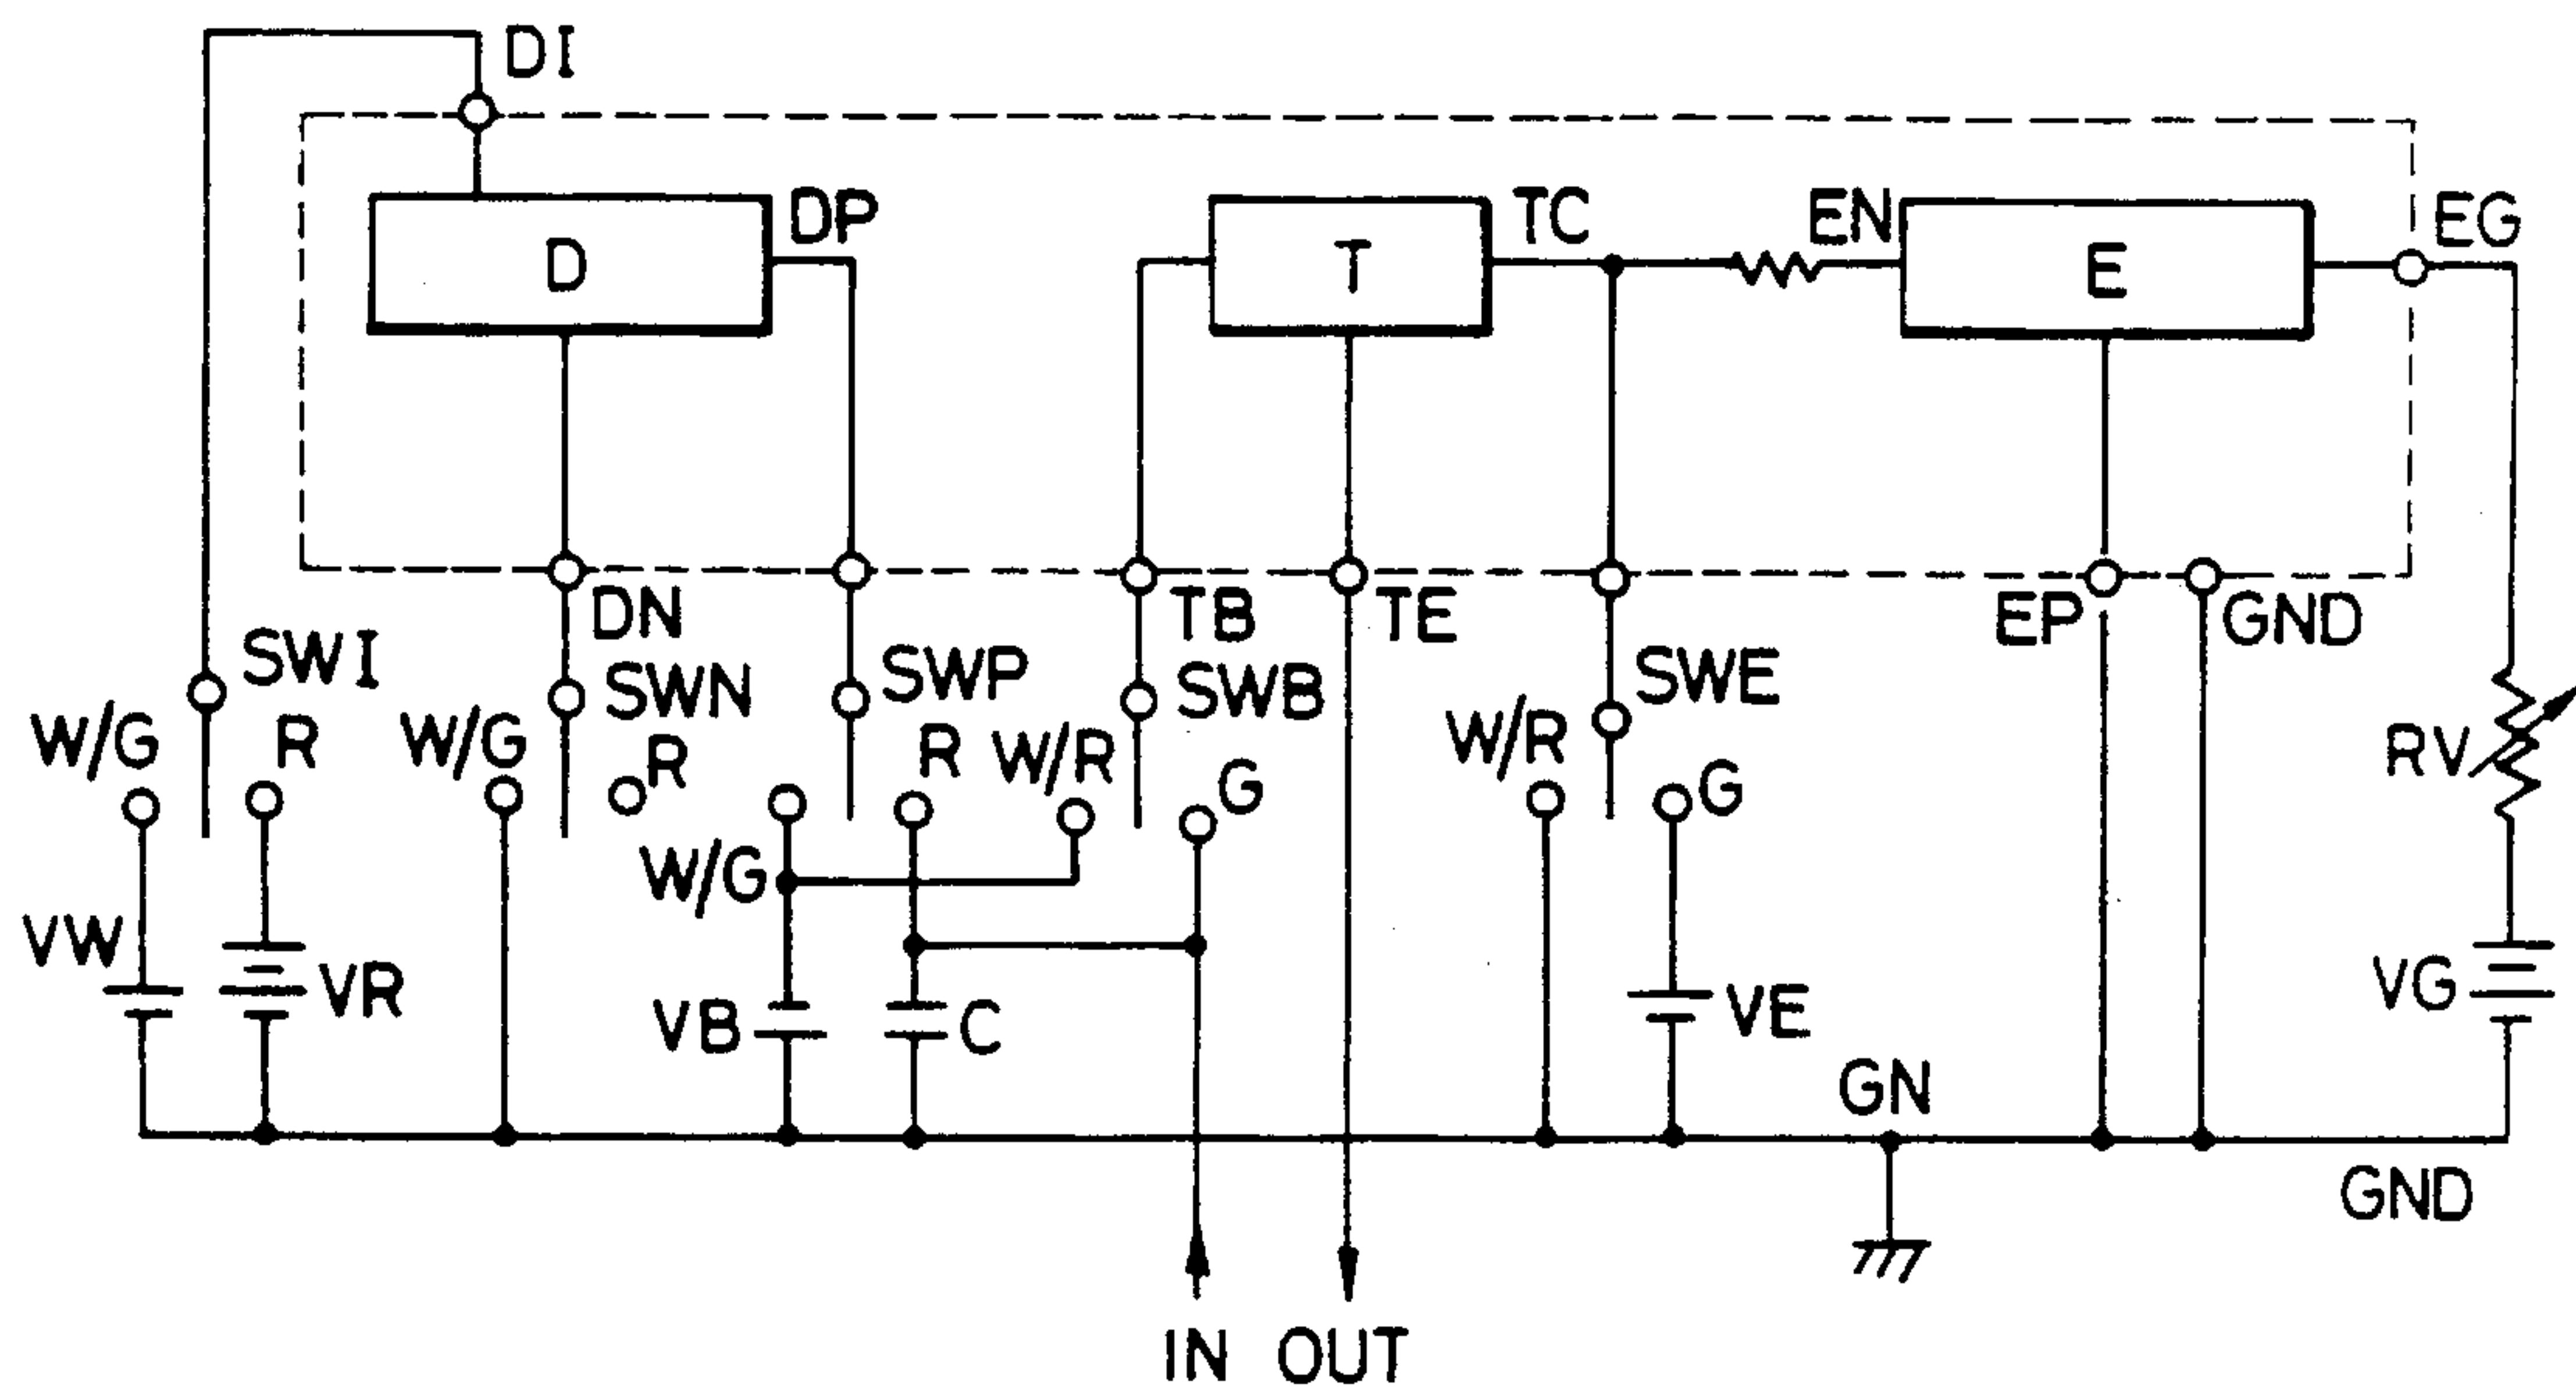 DI
DP
TC
EN
EG
D
T
E
DN
TB
TE
EP
GND
SWI
SWN
SWP
SWB
SWE
W/G
R
W/G
R
R
W/R
G
W/R
G
RV
W/G
VW
VR
VB
C
VE
VG
GN
GND
IN
OUT